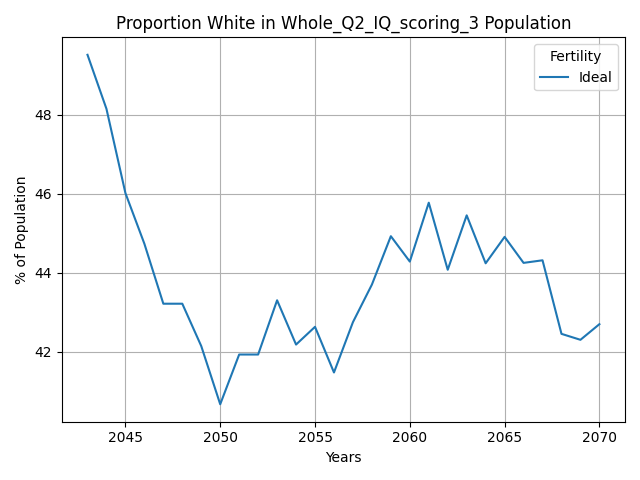 Proportion White in Whole_Q2_IQ_scoring_3 Population
Fertility
Ideal
% of Population
48
46
44
42
2045
2050
2055
2060
2065
2070
Years